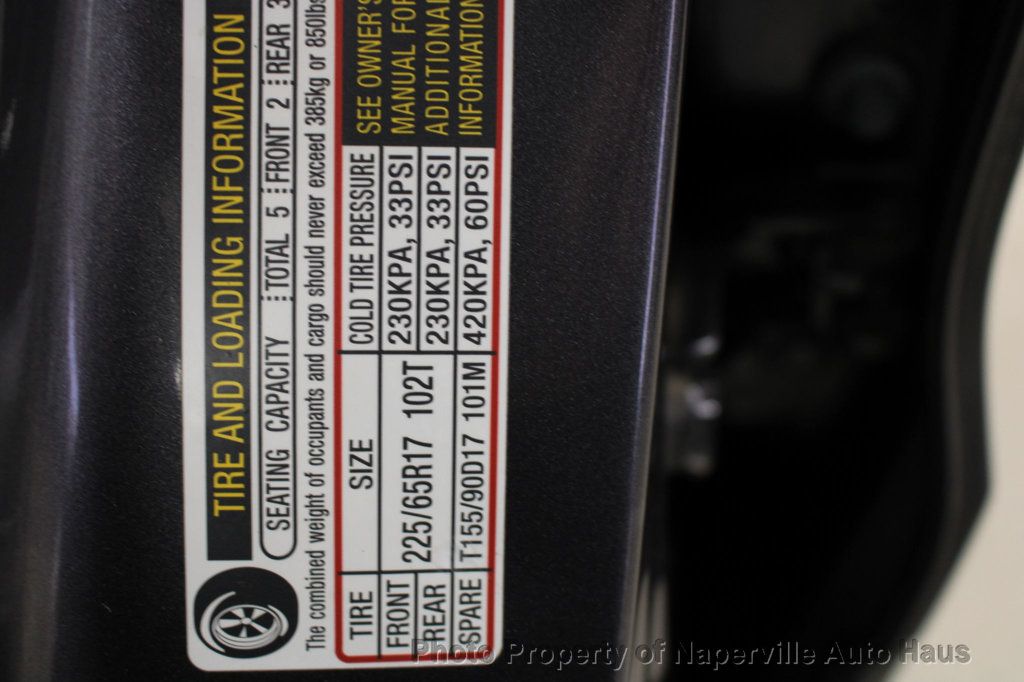 TIRE AND LOADING INFORMATION
SEATING CAPACITY TOTAL 5 FRONT 2 REAR 3
The combined weight of occupants and cargo should never exceed 385kg or 850lbs
TIRE SIZE COLD TIRE PRESSURE SEE OWNER'S
FRONT 225/65R17 102T 230KPA, 33PSI MANUAL FOR
REAR 230KPA, 33PSI ADDITIONAL
SPARE T155/90D17 101M 420KPA, 60PSI INFORMATION
Photo Property of Naperville Auto Haus